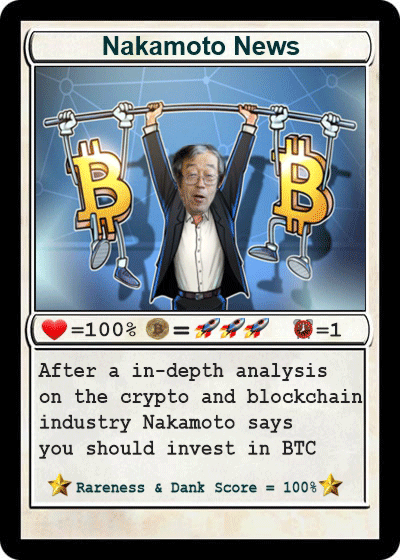 Nakamoto News
B B
=100% B = =1
After a in-depth analysis
on the crypto and blockchain
industry Nakamoto says
you should invest in BTC
Rareness & Dank Score = 100%